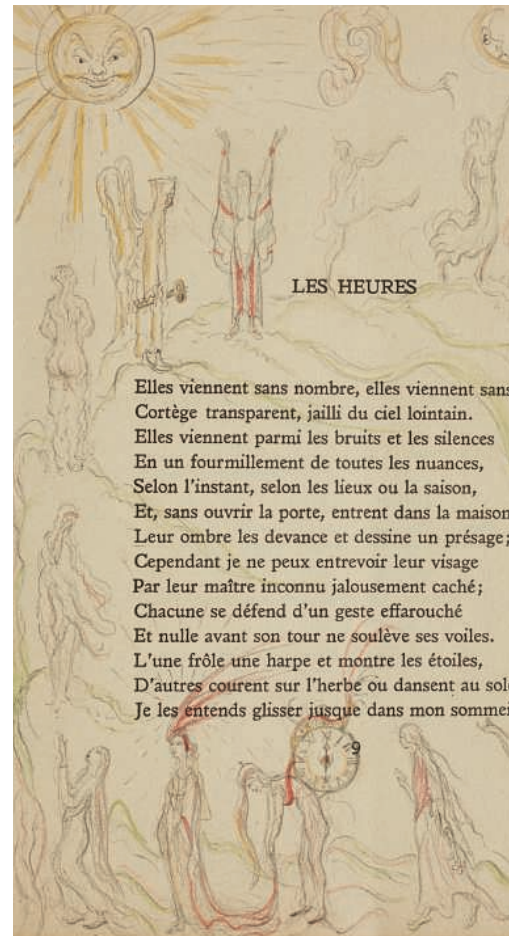 LES HEURES
Elles viennent sans nombre, elles viennent sans
Cortège transparent, jailli du ciel lointain.
Elles viennent parmi les bruits et les silences
En un fourmillement de toutes les nuances,
Selon l'instant, selon les lieux ou la saison,
Et, sans ouvrir la porte, entrent dans la maison
Leur ombre les devance et dessine un présage;
Cependant je ne peux entrevoir leur visage
Par leur maître inconnu jalousement caché;
Chacune se défend d'un geste effarouché
Et nulle avant son tour ne soulève ses voiles.
L'une frôle une harpe et montre les étoiles,
D'autres courent sur l'herbe ou dansent au sol
Je les entends glisser jusque dans mon sommei
9